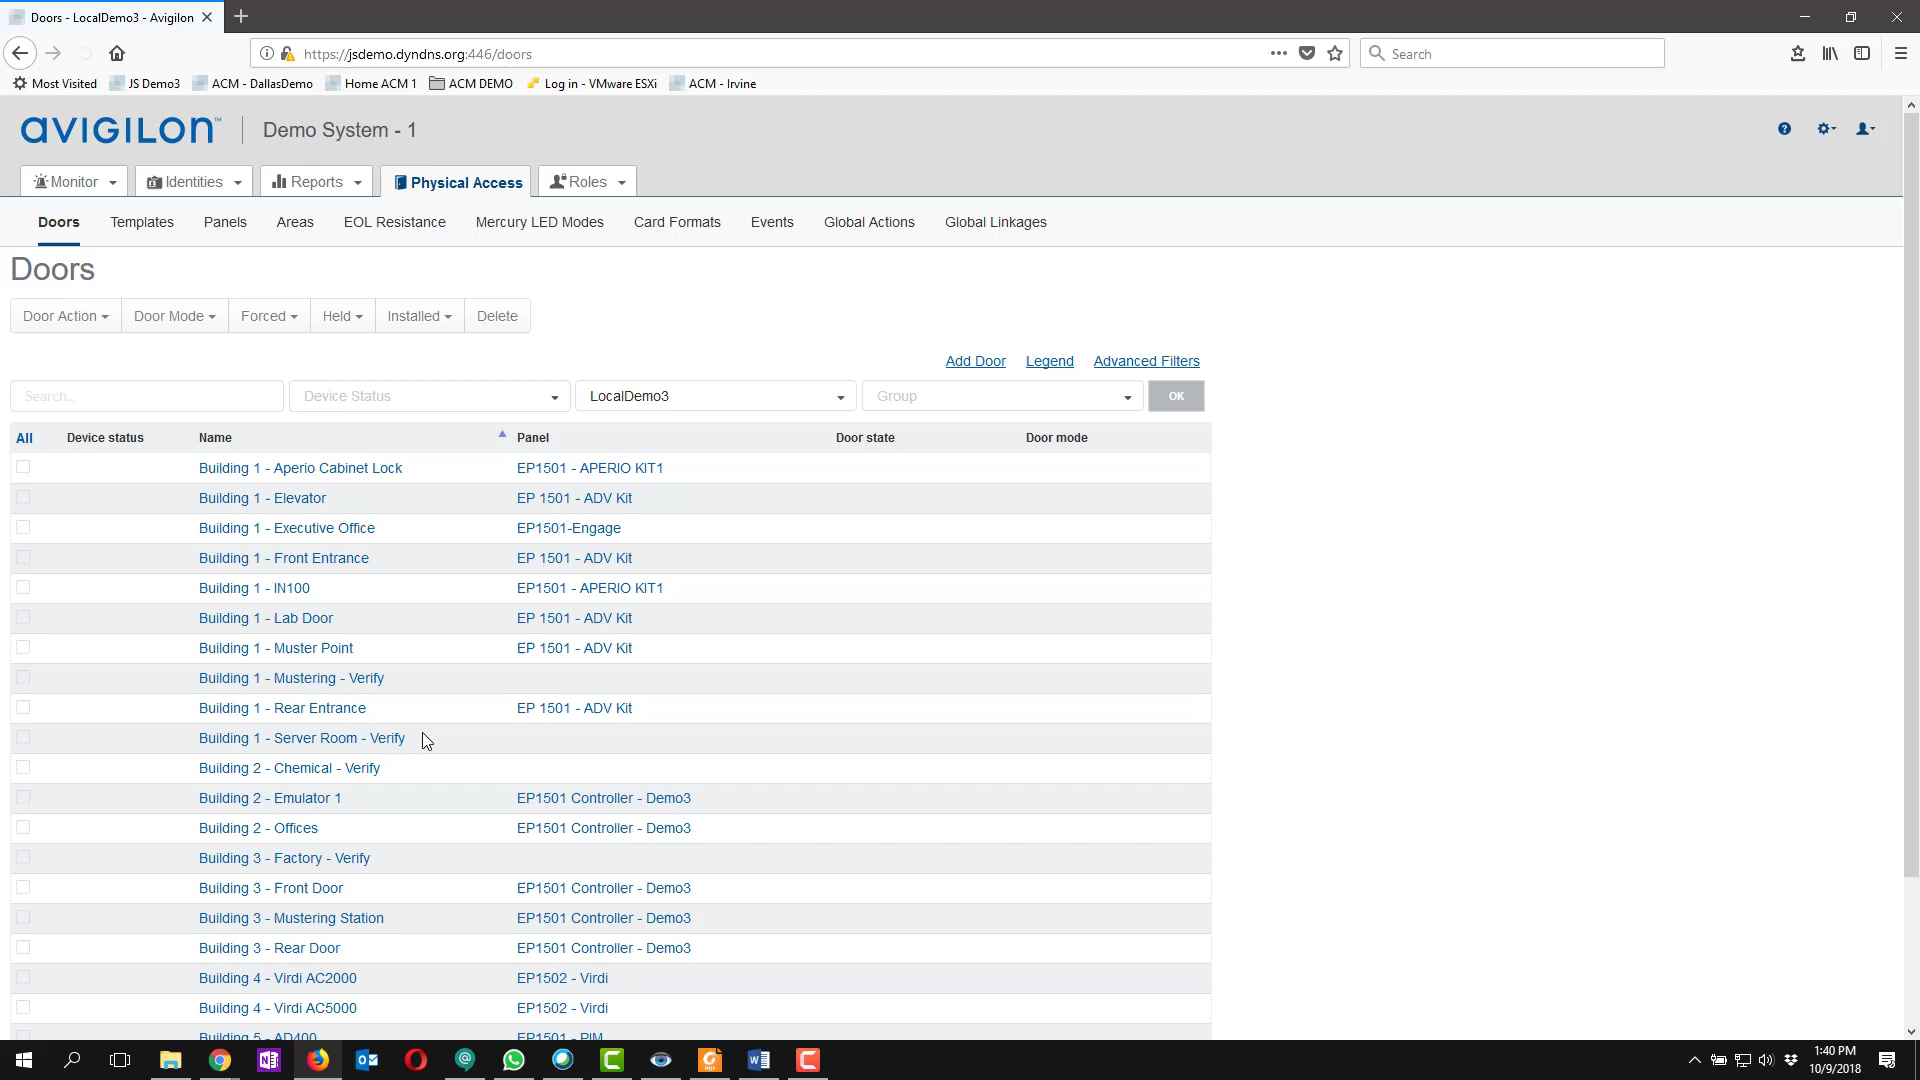 Doors - LocalDemo3 - Avigilon
https://jsdemo.dyndns.org:446/doors
Search
Most Visited JS Demo3 ACM - DallasDemo Home ACM 1 ACM DEMO Log in - VMware ESXi ACM - Irvine
aVIGILON™ Demo System - 1
Monitor Identities Reports Physical Access Roles
Doors Templates Panels Areas EOL Resistance Mercury LED Modes Card Formats Events Global Actions Global Linkages
Doors
Door Action Door Mode Forced Held Installed Delete
Add Door Legend Advanced Filters
Search... Device Status LocalDemo3 Group OK
All Device status Name Panel Door state Door mode
Building 1 - Aperio Cabinet Lock EP1501 - APERIO KIT1
Building 1 - Elevator EP 1501 - ADV Kit
Building 1 - Executive Office EP1501-Engage
Building 1 - Front Entrance EP 1501 - ADV Kit
Building 1 - IN100 EP1501 - APERIO KIT1
Building 1 - Lab Door EP 1501 - ADV Kit
Building 1 - Muster Point EP 1501 - ADV Kit
Building 1 - Mustering - Verify
Building 1 - Rear Entrance EP 1501 - ADV Kit
Building 1 - Server Room - Verify
Building 2 - Chemical - Verify
Building 2 - Emulator 1 EP1501 Controller - Demo3
Building 2 - Offices EP1501 Controller - Demo3
Building 3 - Factory - Verify
Building 3 - Front Door EP1501 Controller - Demo3
Building 3 - Mustering Station EP1501 Controller - Demo3
Building 3 - Rear Door EP1501 Controller - Demo3
Building 4 - Virdi AC2000 EP1502 - Virdi
Building 4 - Virdi AC5000 EP1502 - Virdi
Building 5 - AD400 EP1501 - PIM
1:40 PM
10/9/2018